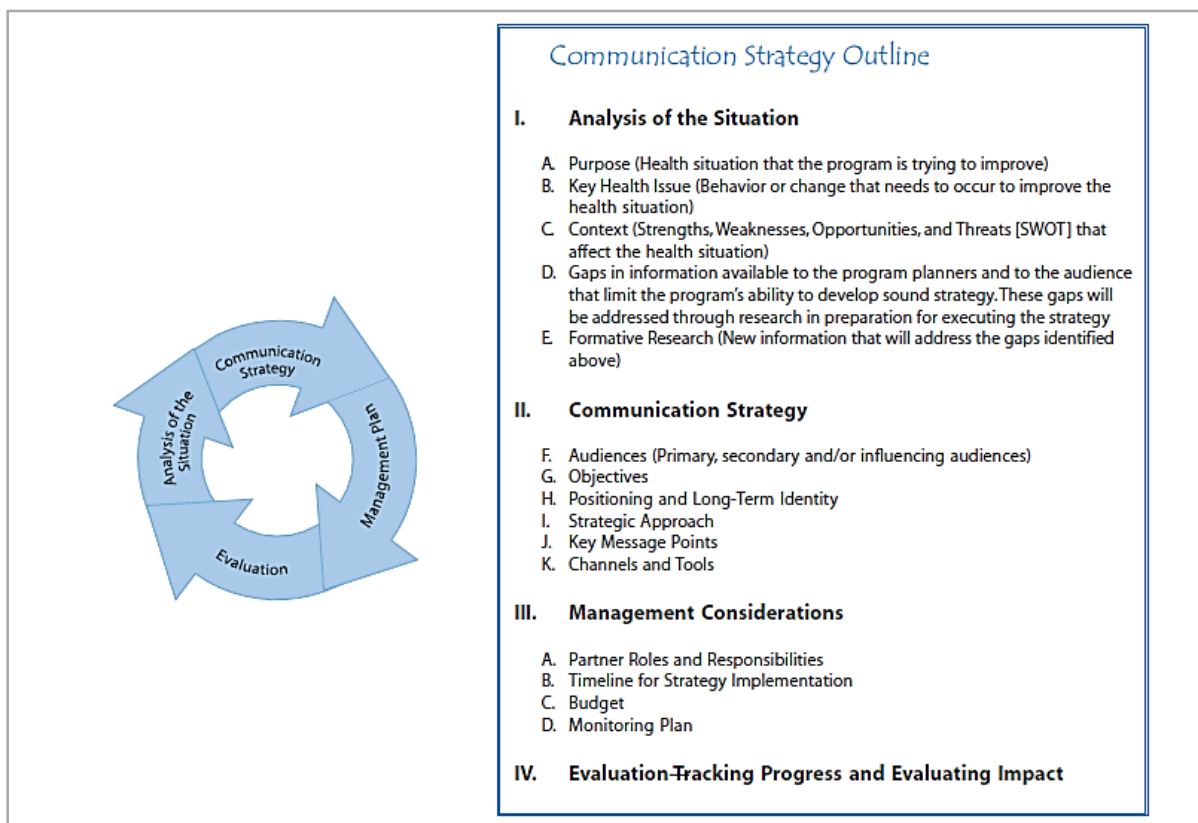 Communication Strategy Outline
I. Analysis of the Situation
A. Purpose (Health situation that the program is trying to improve)
B. Key Health Issue (Behavior or change that needs to occur to improve the
health situation)
C. Context (Strengths, Weaknesses, Opportunities, and Threats [SWOT] that
affect the health situation)
D. Gaps in information available to the program planners and to the audience
that limit the program's ability to develop sound strategy. These gaps will
be addressed through research in preparation for executing the strategy
E. Formative Research (New information that will address the gaps identified
above)
II. Communication Strategy
F. Audiences (Primary, secondary and/or influencing audiences)
G. Objectives
H. Positioning and Long-Term Identity
I. Strategic Approach
J. Key Message Points
K. Channels and Tools
III. Management Considerations
A. Partner Roles and Responsibilities
B. Timeline for Strategy Implementation
C. Budget
D. Monitoring Plan
IV. Evaluation-Tracking Progress and Evaluating Impact
Communication
Strategy
Analysis of the
Situation
Management Plan
Evaluation